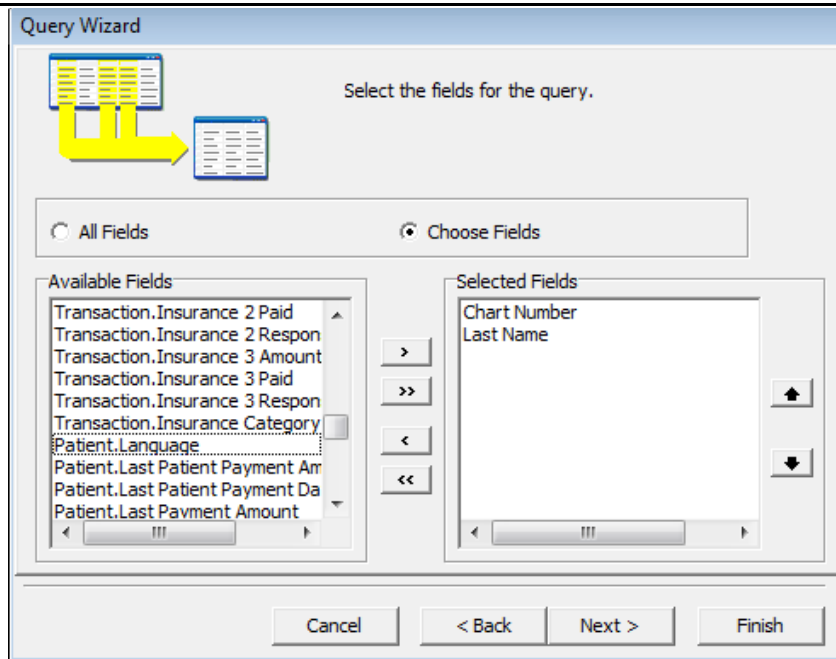 Query Wizard
Select the fields for the query.
All Fields
Choose Fields
Available Fields
Transaction.Insurance 2 Paid
Transaction.Insurance 2 Respon
Transaction.Insurance 3 Amount
Transaction.Insurance 3 Paid
Transaction.Insurance 3 Respon
Transaction.Insurance Category
Patient.Language
Patient.Last Patient Payment Am
Patient.Last Patient Payment Da
Patient.Last Payment Amount
>
>>
<
<<
Selected Fields
Chart Number
Last Name
Cancel
< Back
Next >
Finish